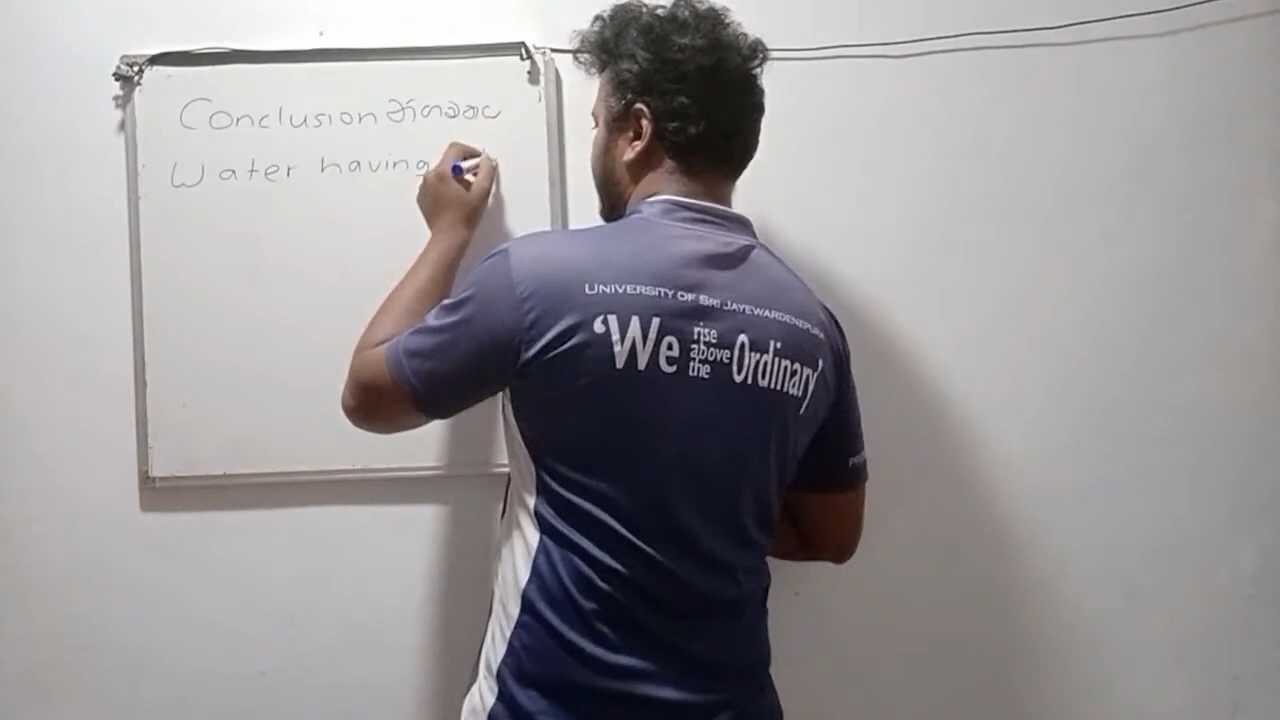 Conclusion
Water having
UNIVERSITY OF SRI JAYEWARDENEPURA
‘We rise above the Ordinary’